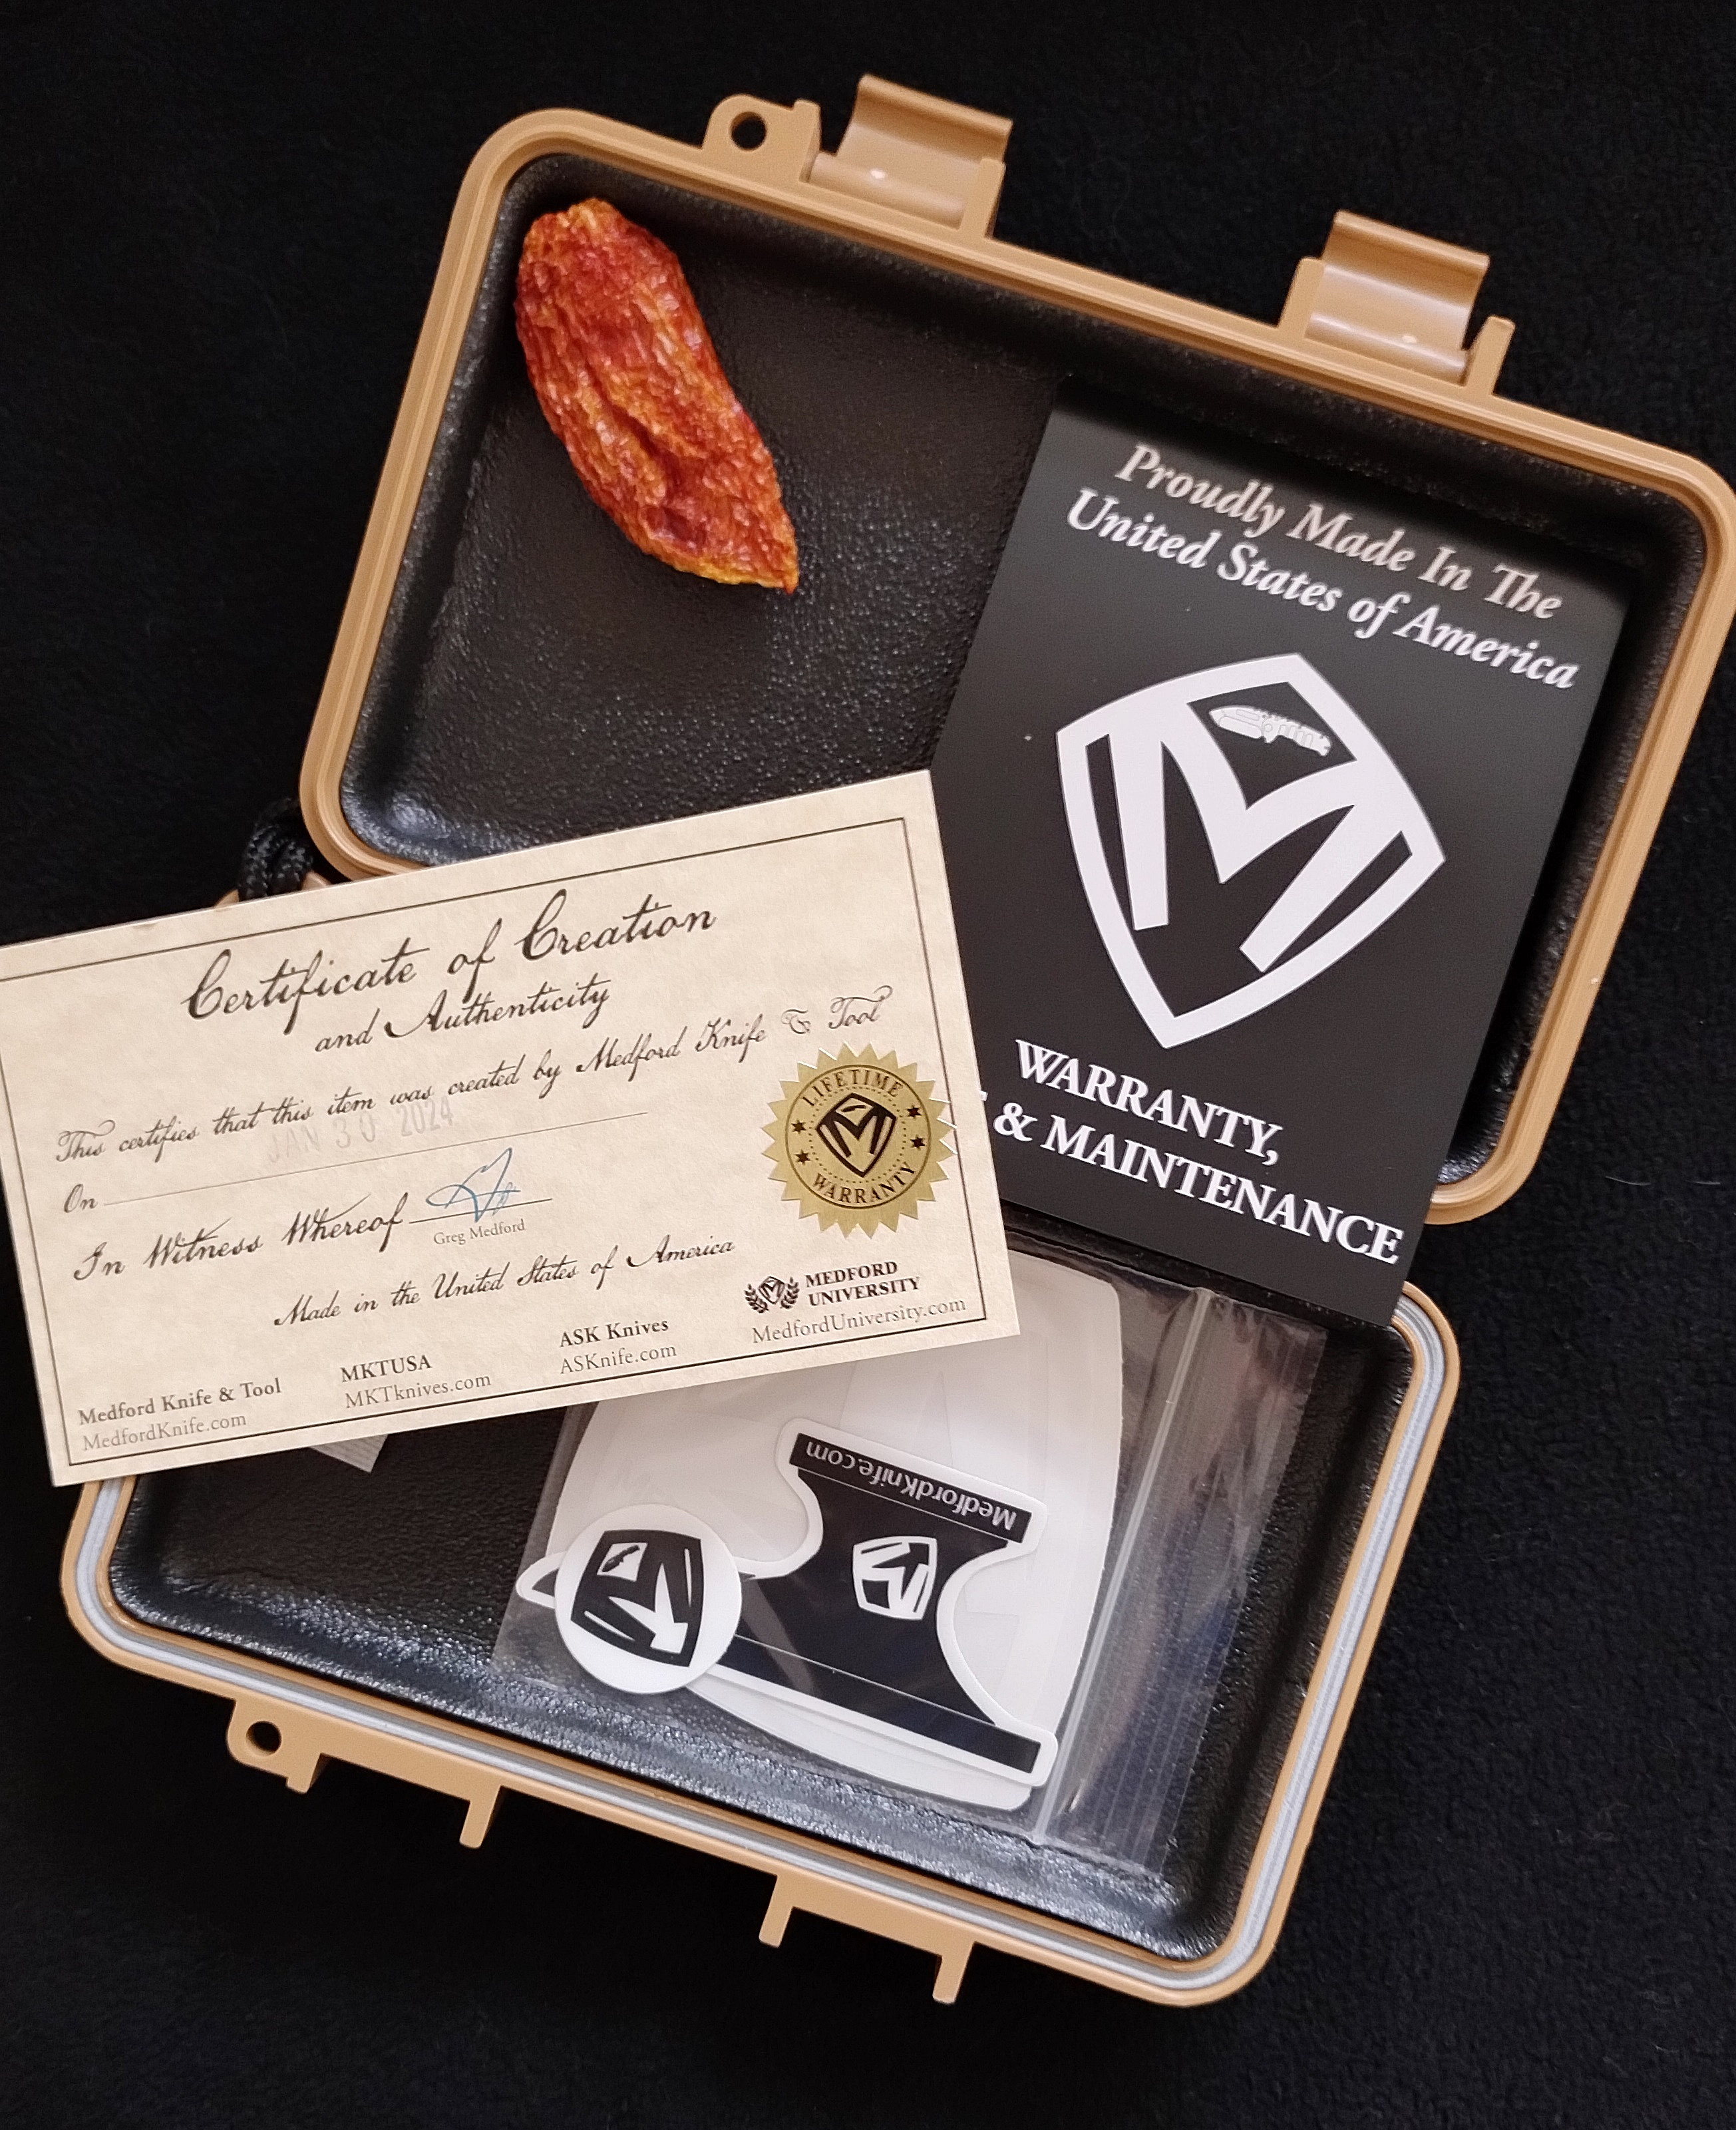 Proudly Made In The
United States of America
WARRANTY,
& MAINTENANCE
Certificate of Creation
and Authenticity
This certifies that this item was created by Medford Knife & Tool
JAN 30 2024
On
In Witness Whereof
Greg Medford
Made in the United States of America
LIFETIME
WARRANTY
MEDFORD
UNIVERSITY
MedfordUniversity.com
ASK Knives
ASKnife.com
MKTUSA
MKTknives.com
Medford Knife & Tool
MedfordKnife.com
MedfordKnife.com